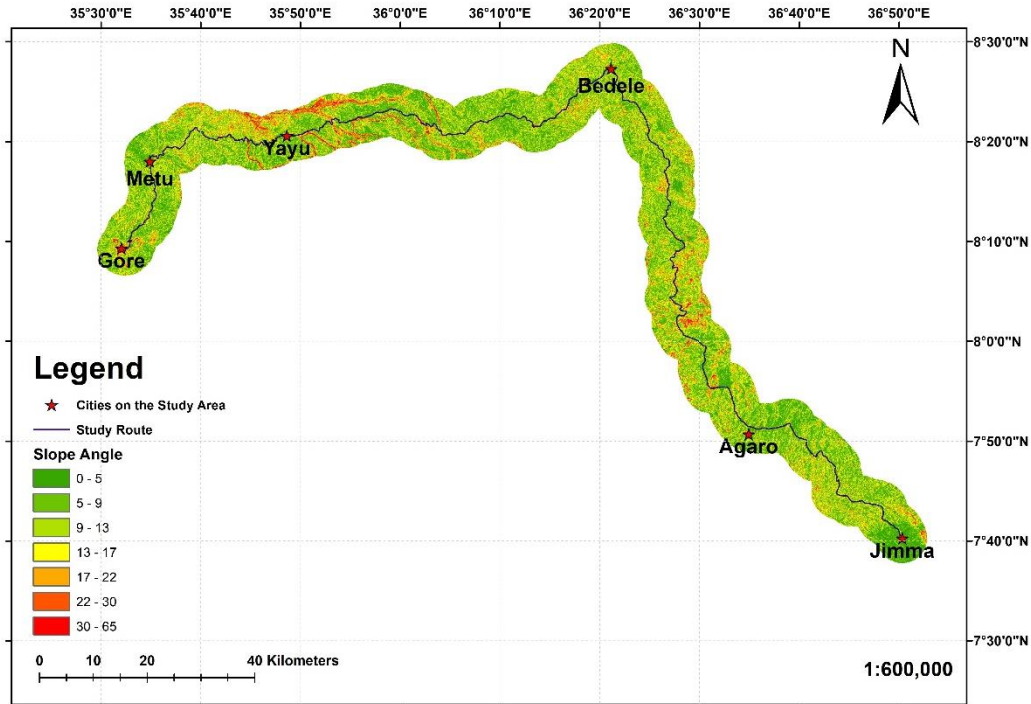 35°30'0"E 35°40'0"E 35°50'0"E 36°0'0"E 36°10'0"E 36°20'0"E 36°30'0"E 36°40'0"E 36°50'0"E
8°30'0"N
N
Bedele
8°20'0"N
Yayu
Metu
8°10'0"N
Gore
8°0'0"N
Legend
Cities on the Study Area
Study Route
Slope Angle
0 - 5
5 - 9
9 - 13
13 - 17
17 - 22
22 - 30
30 - 65
7°50'0"N
Agaro
7°40'0"N
Jimma
7°30'0"N
0 10 20 40 Kilometers
1:600,000